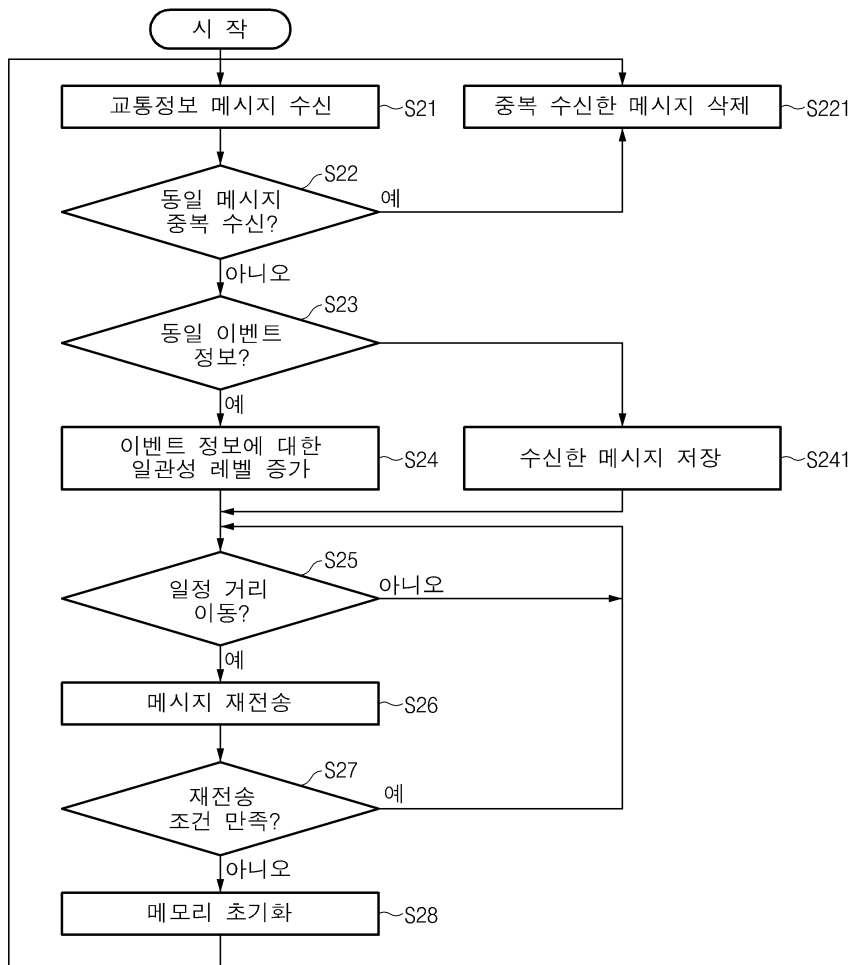 시 작
교통정보 메시지 수신
S21
중복 수신한 메시지 삭제
S221
S22
동일 메시지
중복 수신?
예
아니오
S23
동일 이벤트
정보?
예
이벤트 정보에 대한
일관성 레벨 증가
S24
수신한 메시지 저장
S241
S25
일정 거리
이동?
아니오
예
메시지 재전송
S26
S27
재전송
조건 만족?
예
아니오
메모리 초기화
S28